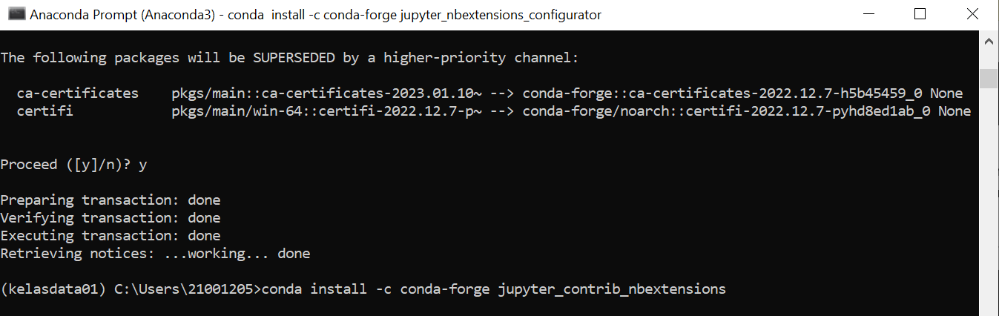 Anaconda Prompt (Anaconda3) - conda  install -c conda-forge jupyter_nbextensions_configurator
The following packages will be SUPERSEDED by a higher-priority channel:
ca-certificates    pkgs/main::ca-certificates-2023.01.10~ --> conda-forge::ca-certificates-2022.12.7-h5b45459_0 None
certifi            pkgs/main/win-64::certifi-2022.12.7-p~ --> conda-forge/noarch::certifi-2022.12.7-pyhd8ed1ab_0 None
Proceed ([y]/n)? y
Preparing transaction: done
Verifying transaction: done
Executing transaction: done
Retrieving notices: ...working... done
(kelasdata01) C:\Users\21001205>conda install -c conda-forge jupyter_contrib_nbextensions